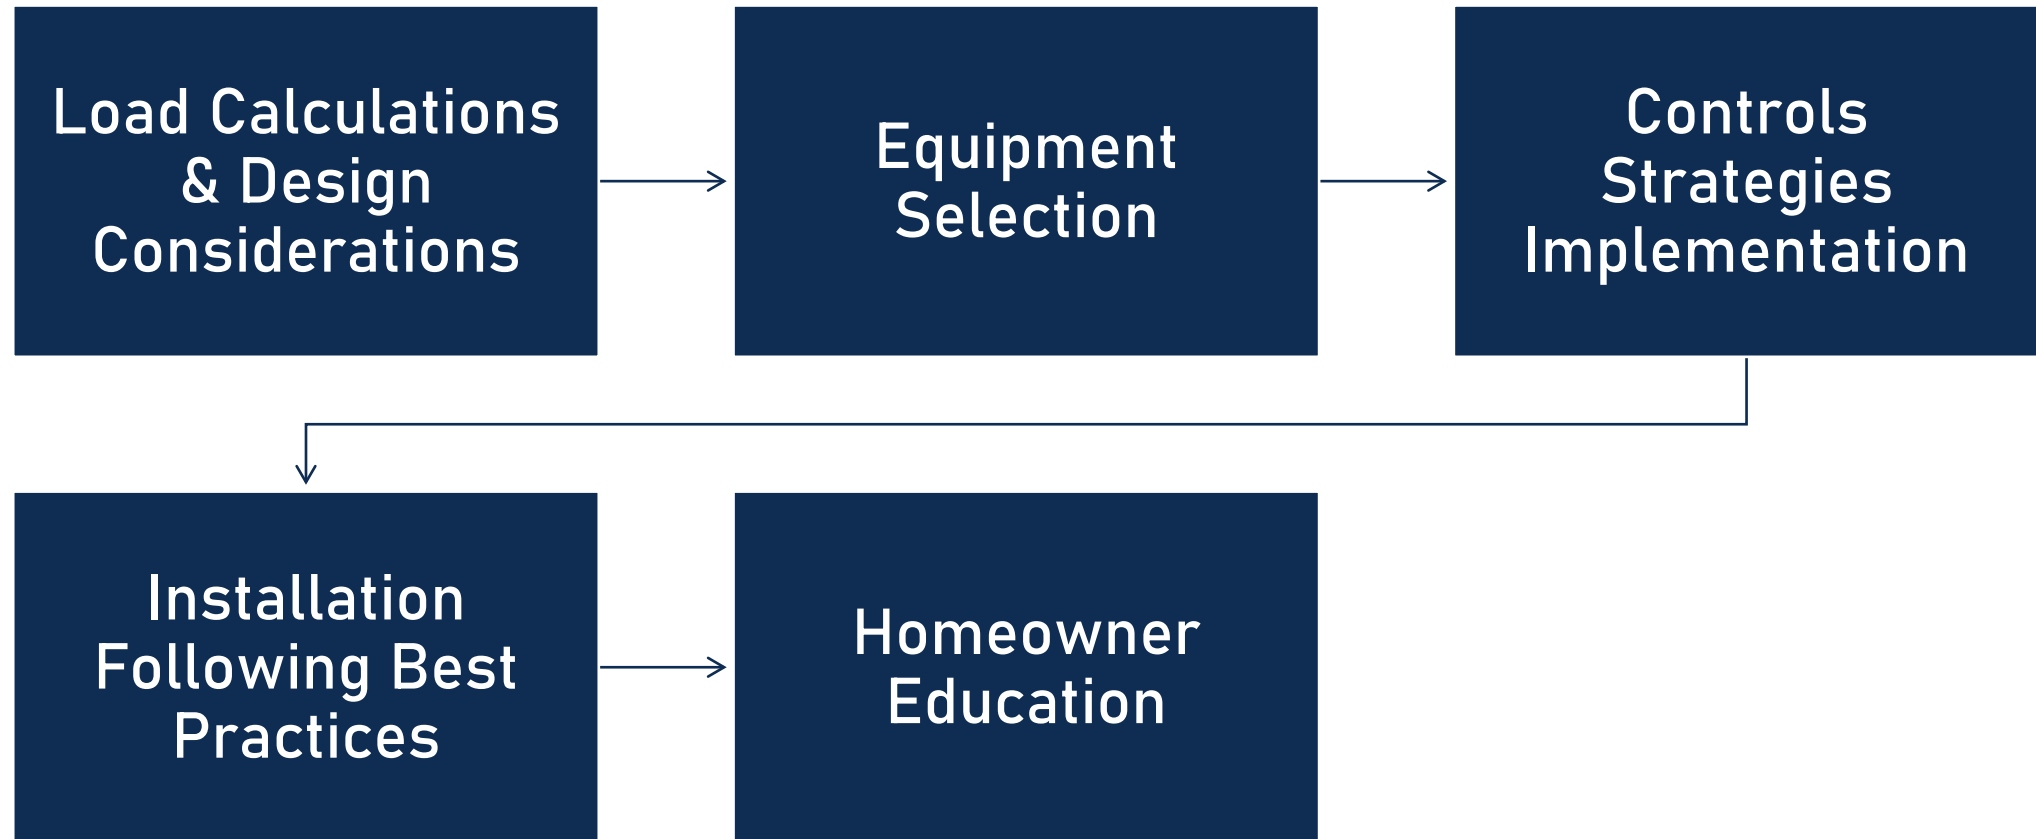 Load Calculations
& Design
Considerations
Equipment
Selection
Controls
Strategies
Implementation
Installation
Following Best
Practices
Homeowner
Education